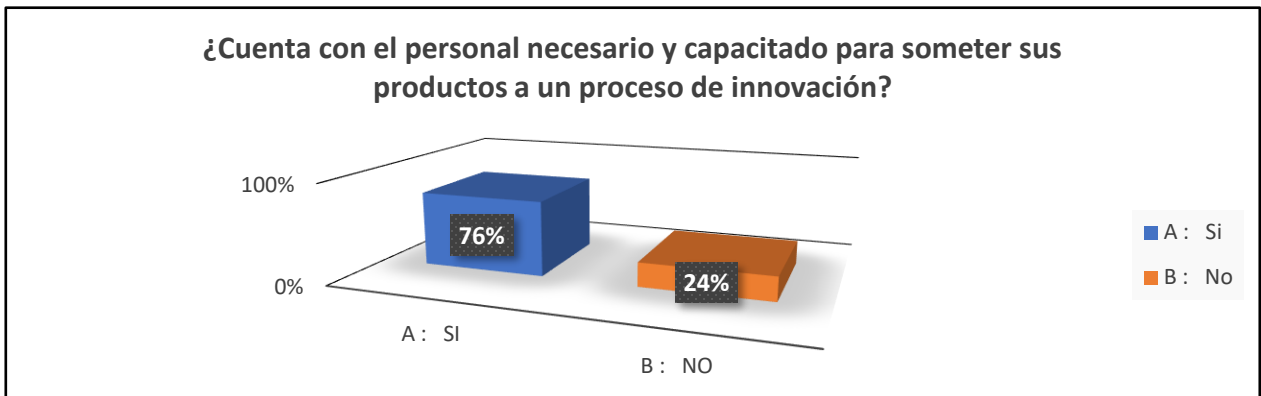 ¿Cuenta con el personal necesario y capacitado para someter sus
productos a un proceso de innovación?
100%
0%
76%
24%
A : SI
B : NO
A : Si
B : No